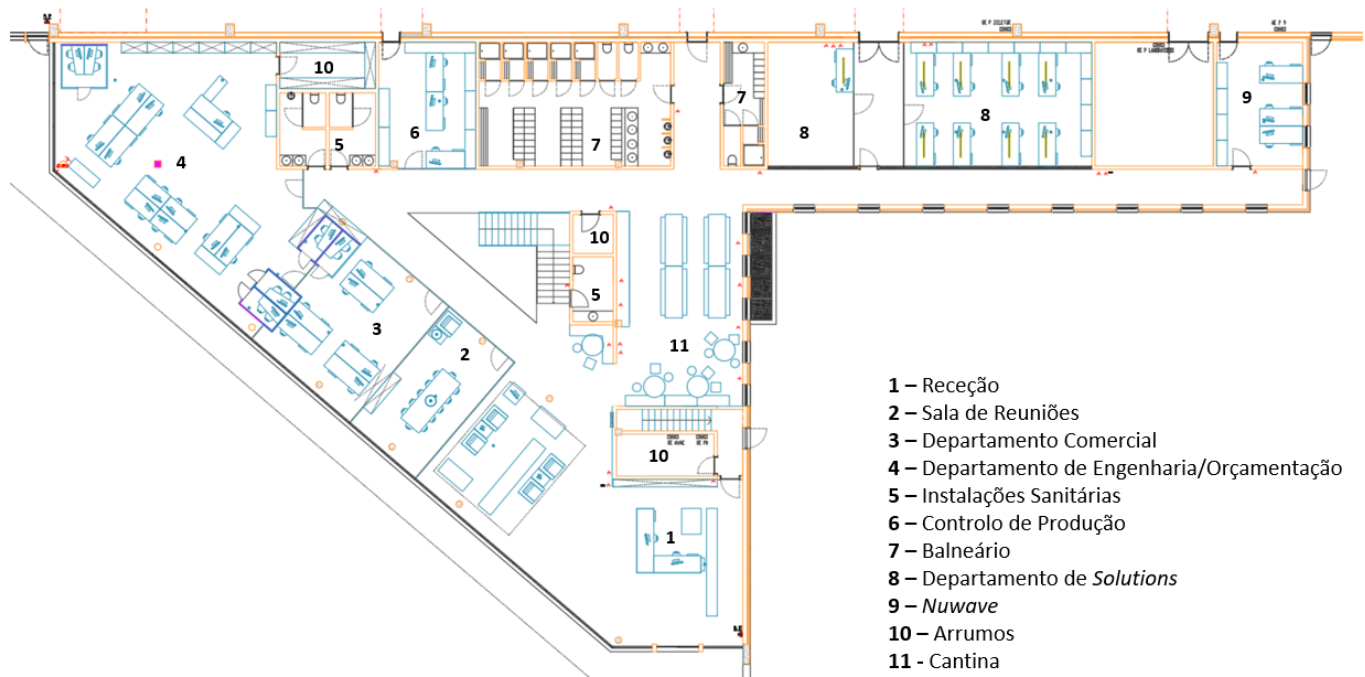 DE P
10
4
5
6
7
7
8
8
9
10
5
3
2
11
10
1
1 – Receção
2 – Sala de Reuniões
3 – Departamento Comercial
4 – Departamento de Engenharia/Orçamentação
5 – Instalações Sanitárias
6 – Controlo de Produção
7 – Balneário
8 – Departamento de Solutions
9 – Nuwave
10 – Arrumos
11 - Cantina